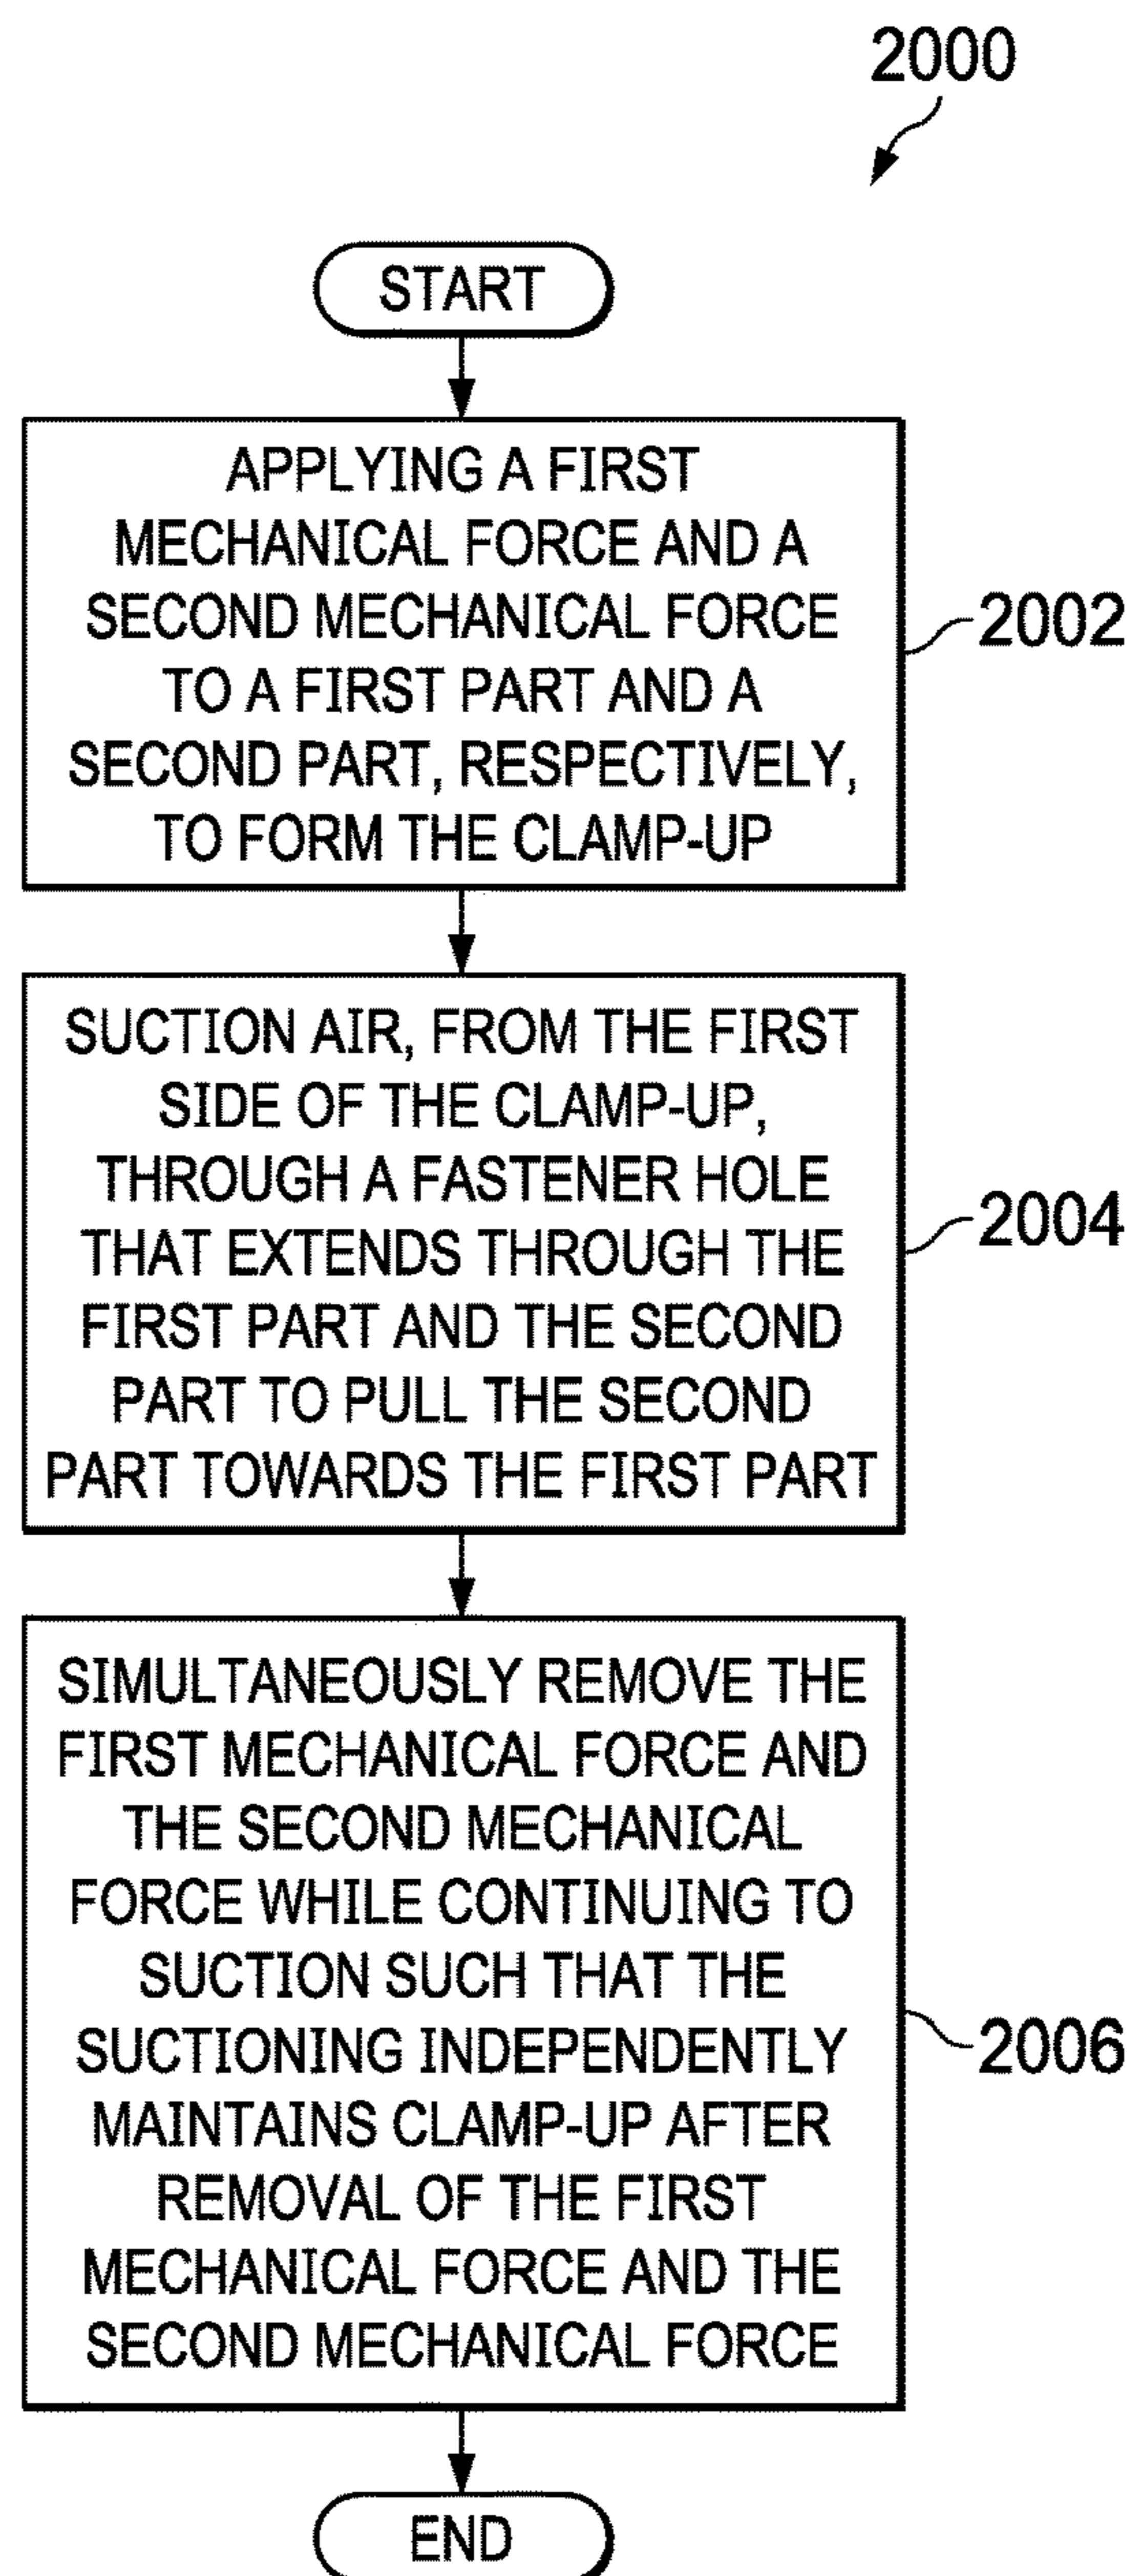 2000
START
APPLYING A FIRST
MECHANICAL FORCE AND A
SECOND MECHANICAL FORCE
TO A FIRST PART AND A
SECOND PART, RESPECTIVELY,
TO FORM THE CLAMP-UP
2002
SUCTION AIR, FROM THE FIRST
SIDE OF THE CLAMP-UP,
THROUGH A FASTENER HOLE
THAT EXTENDS THROUGH THE
FIRST PART AND THE SECOND
PART TO PULL THE SECOND
PART TOWARDS THE FIRST PART
2004
SIMULTANEOUSLY REMOVE THE
FIRST MECHANICAL FORCE AND
THE SECOND MECHANICAL
FORCE WHILE CONTINUING TO
SUCTION SUCH THAT THE
SUCTIONING INDEPENDENTLY
MAINTAINS CLAMP-UP AFTER
REMOVAL OF THE FIRST
MECHANICAL FORCE AND THE
SECOND MECHANICAL FORCE
2006
END